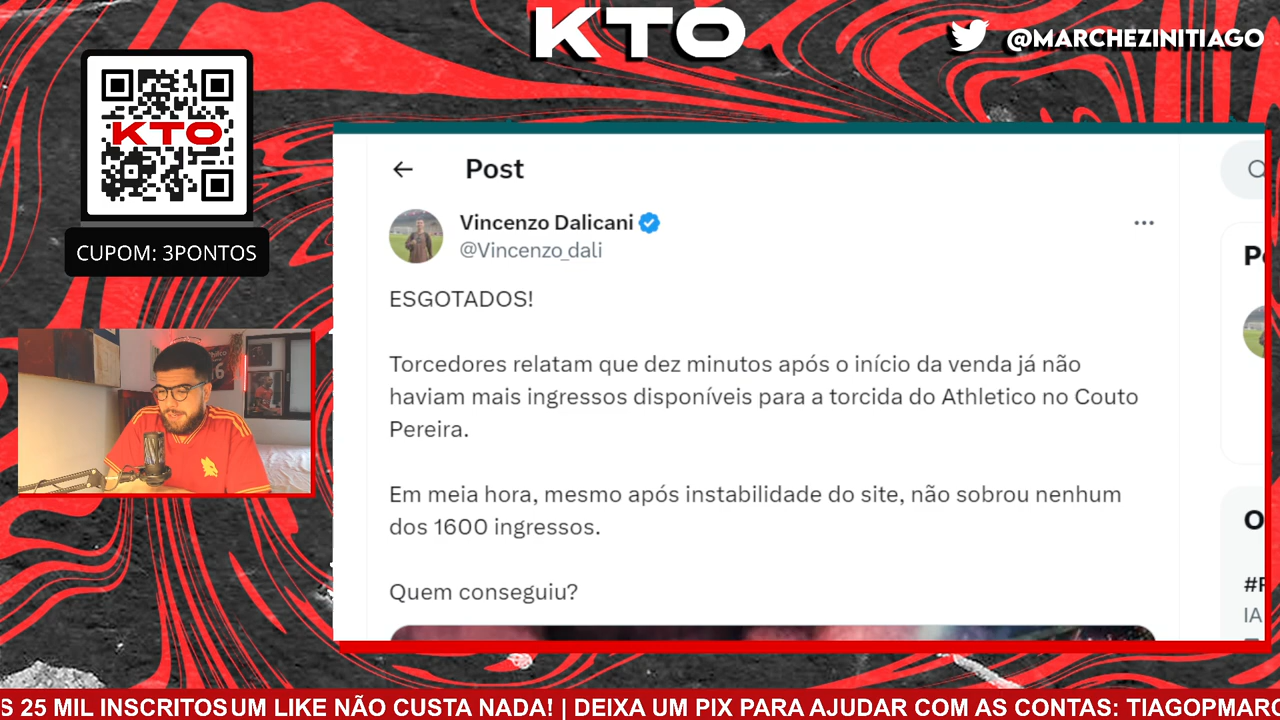 KTO
@MARCHEZINITIAGO
KTO
CUPOM: 3PONTOS
Post
Vincenzo Dalicani
@Vincenzo_dali
ESGOTADOS!
Torcedores relatam que dez minutos após o início da venda já não
haviam mais ingressos disponíveis para a torcida do Athletico no Couto
Pereira.
Em meia hora, mesmo após instabilidade do site, não sobrou nenhum
dos 1600 ingressos.
Quem conseguiu?
S 25 MIL INSCRITOS UM LIKE NÃO CUSTA NADA! | DEIXA UM PIX PARA AJUDAR COM AS CONTAS: TIAGOPMARC